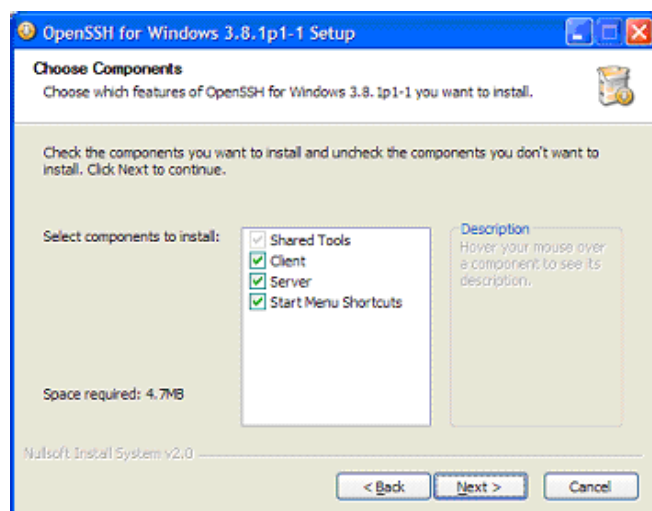 OpenSSH for Windows 3.8.1p1-1 Setup
Choose Components
Choose which features of OpenSSH for Windows 3.8.1p1-1 you want to install.
Check the components you want to install and uncheck the components you don't want to
install. Click Next to continue.
Select components to install:
Shared Tools
Client
Server
Start Menu Shortcuts
Description
Hover your mouse over
a component to see its
description.
Space required: 4.7MB
Nullsoft Install System v2.0
< Back
Next >
Cancel